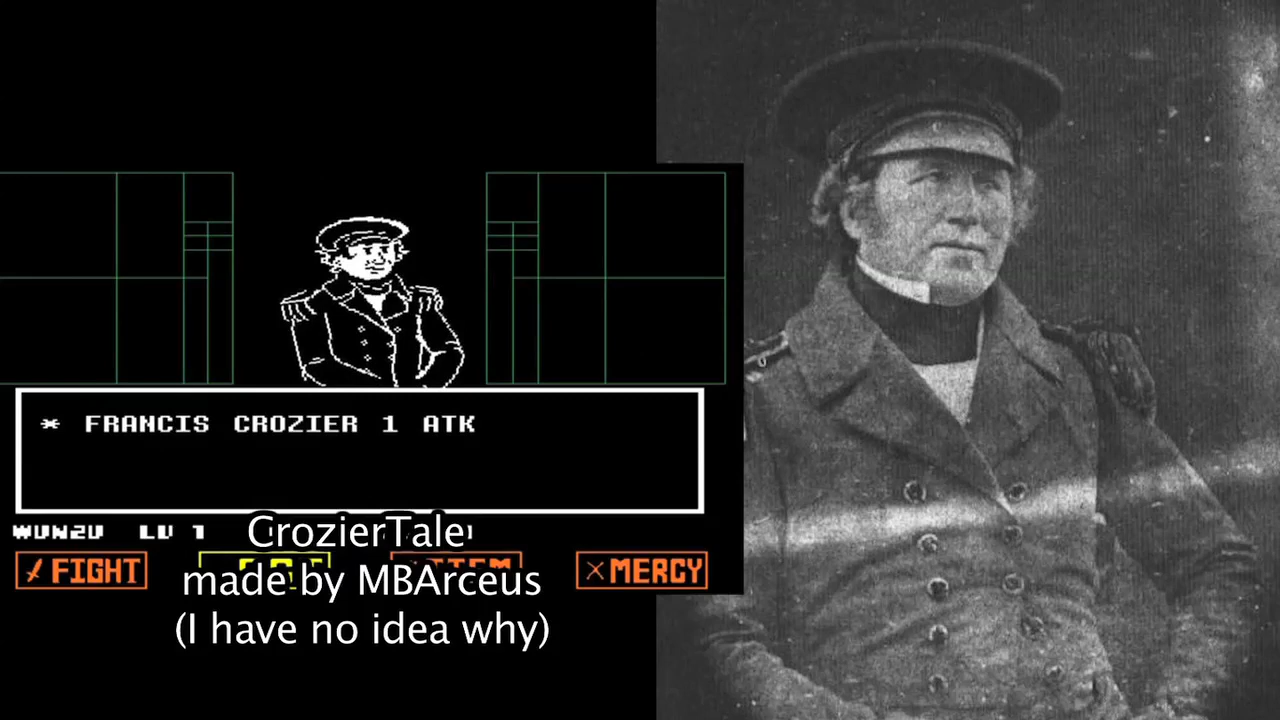 * FRANCIS CROZIER 1 ATK
LV 1
CrozierTale
FIGHT
MERCY
made by MBArceus
(I have no idea why)